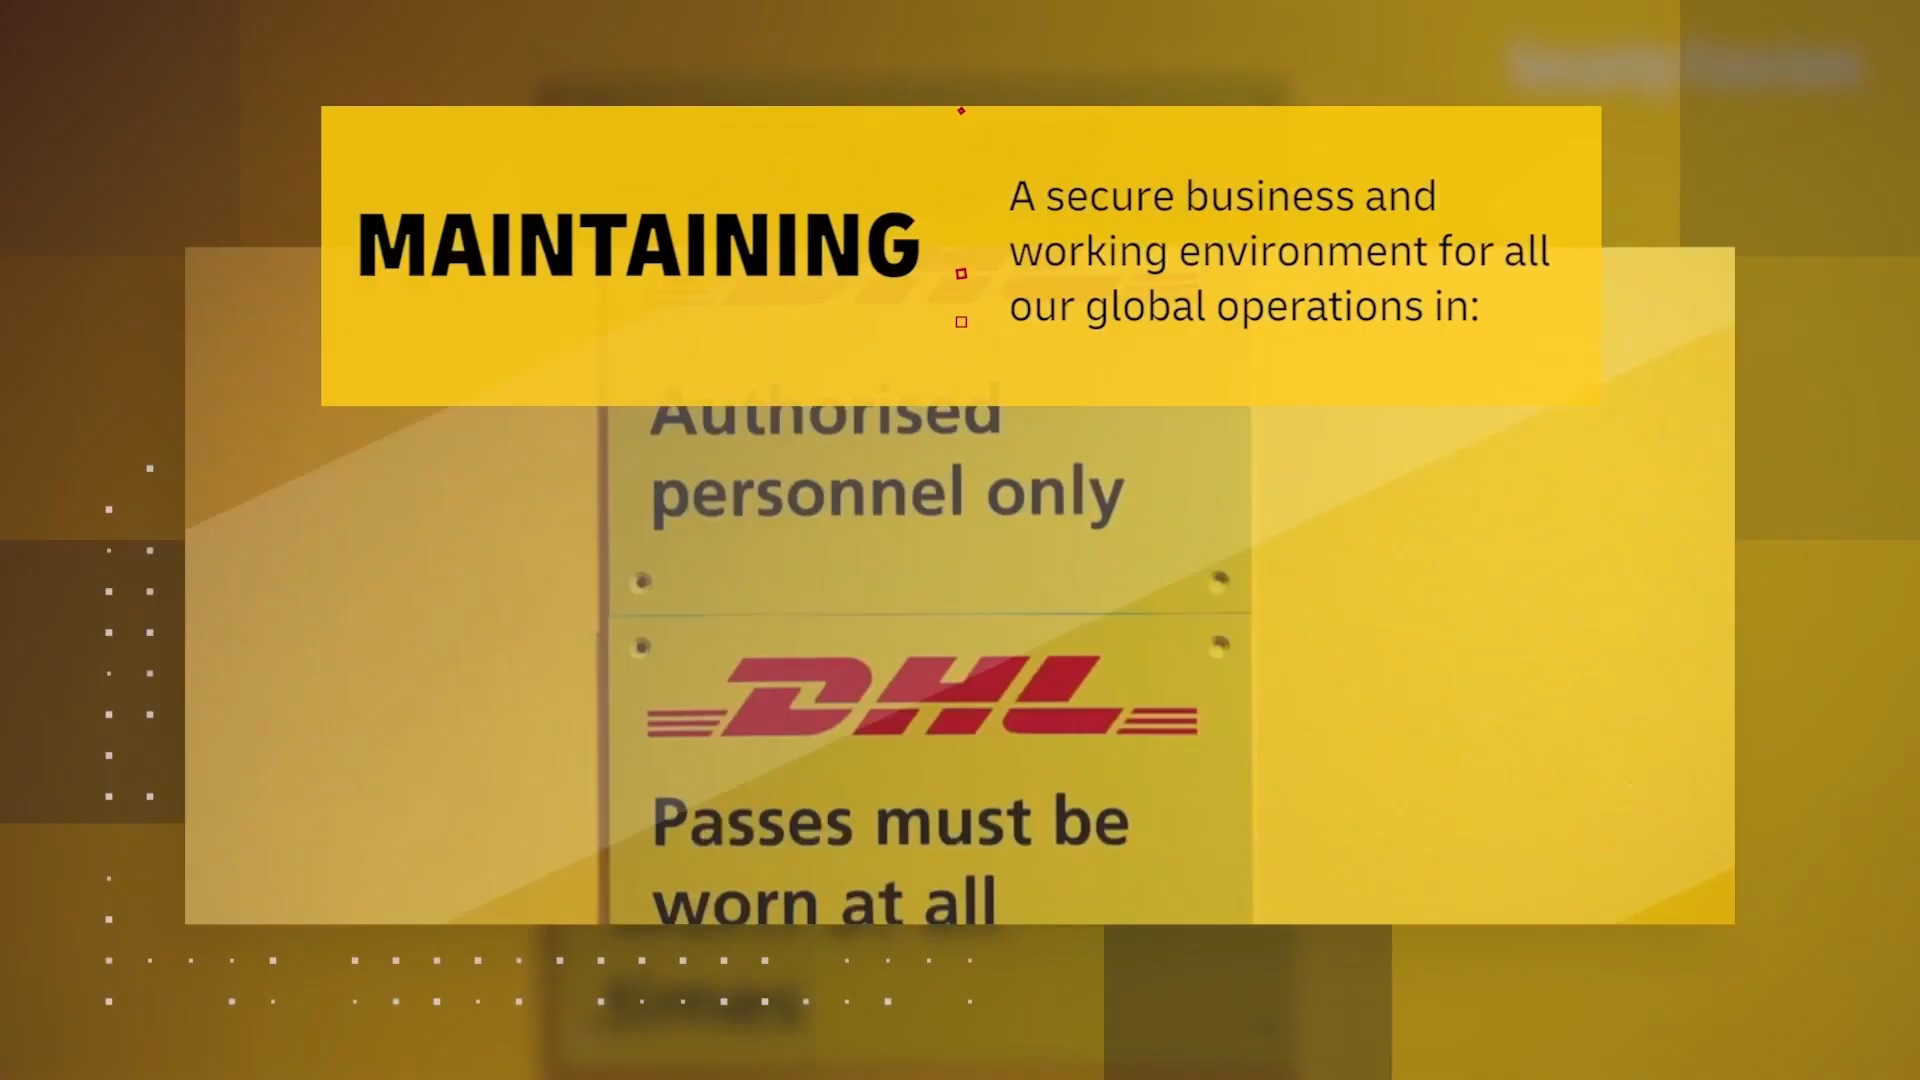 MAINTAINING
A secure business and
working environment for all
our global operations in:
Authorised
personnel only
DHL
Passes must be
worn at all
times